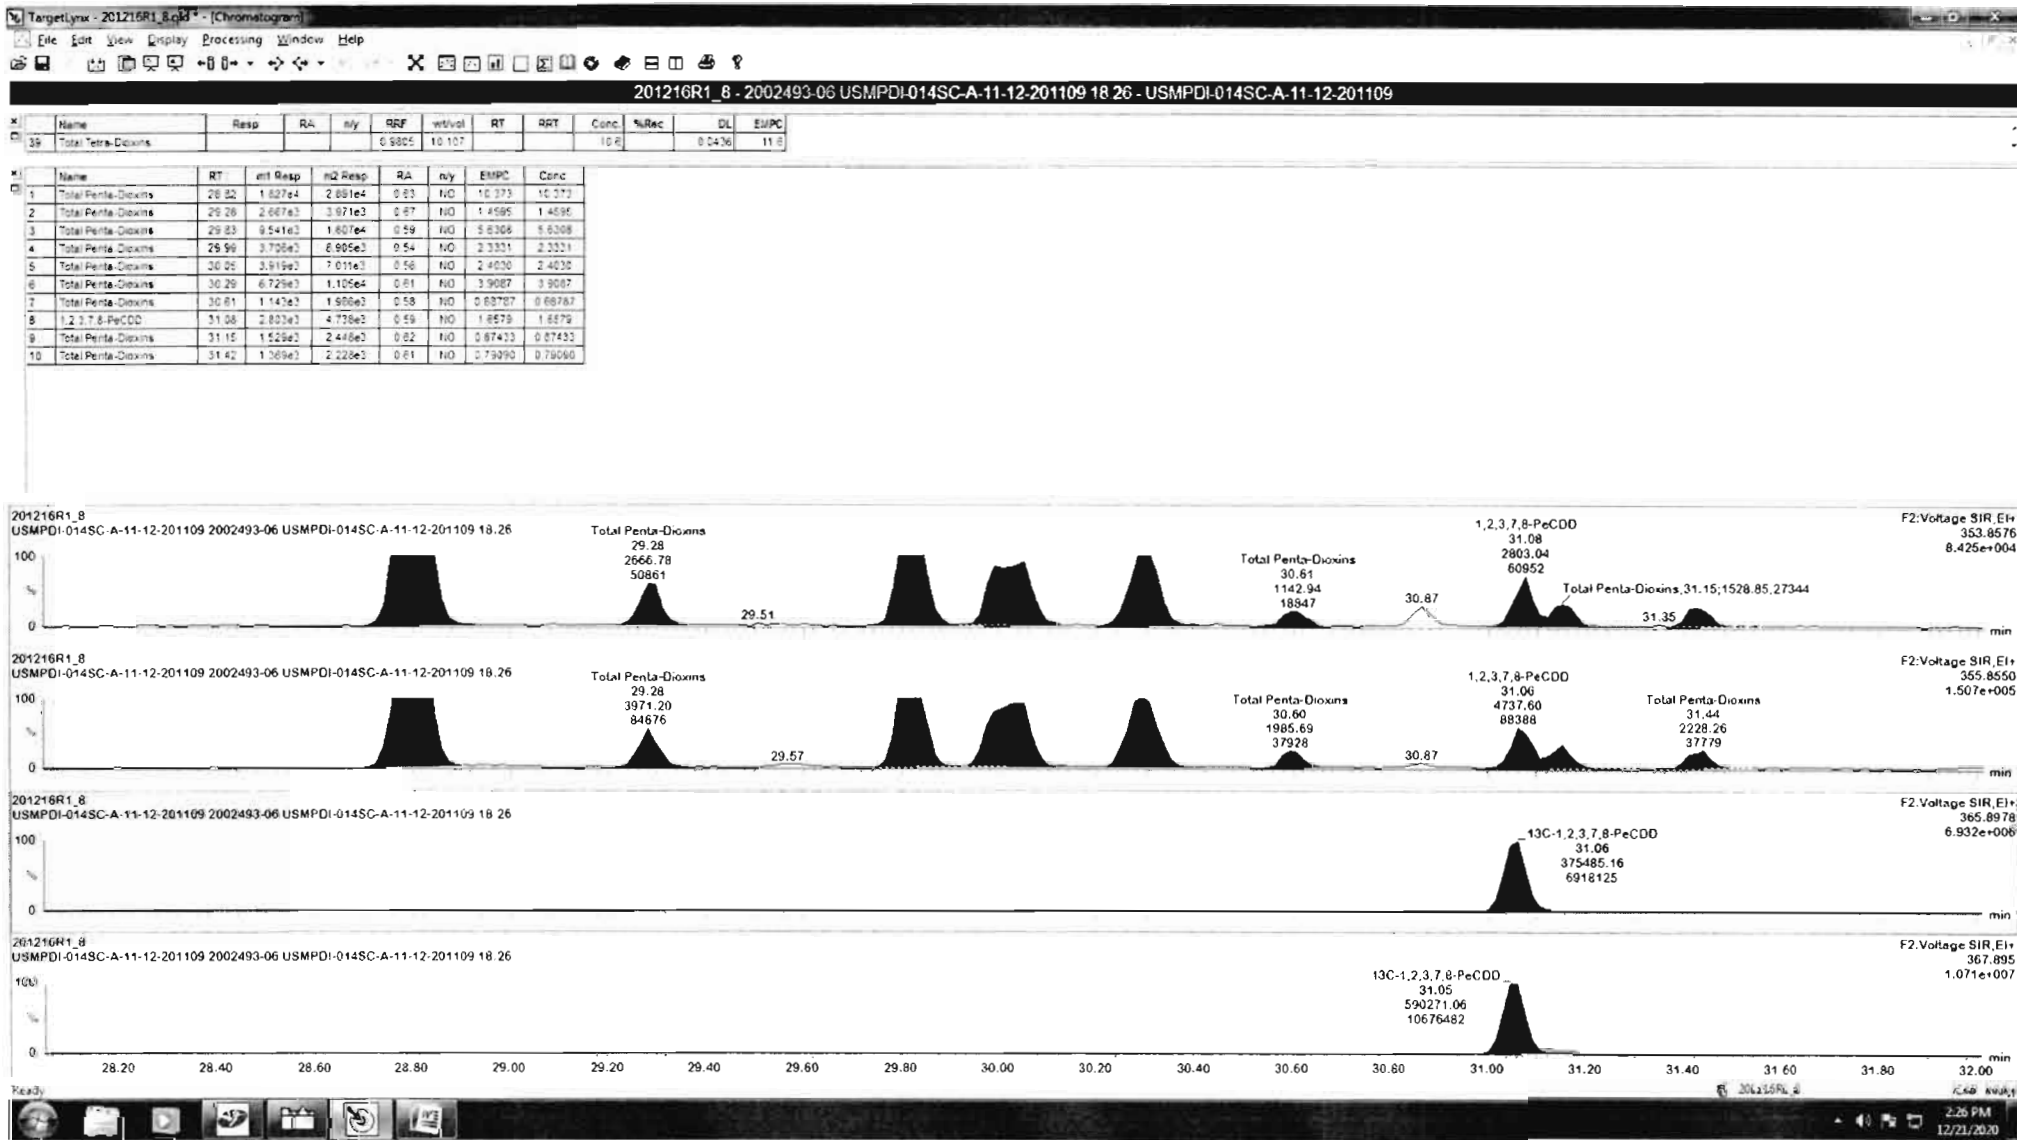 TargetLynx - 201216R1_8.qld * - [Chromatogram]
File Edit View Display Processing Window Help
201216R1_8 - 2002493-06 USMPDI-014SC-A-11-12-201109 18.26 - USMPDI-014SC-A-11-12-201109
Name Resp RA n/y RRF wt/vol RT RRT Conc. %Rec DL EMPC
39 Total Tetra-Dioxins 0.9805 10.107 0.0436
Name RT m1 Resp m2 Resp RA n/y EMPC Conc.
1 Total Penta-Dioxins 28.82 1.627e4 2.691e4 0.63 NO 10.373 10.373
2 Total Penta-Dioxins 29.28 2.667e3 3.971e3 0.67 NO 1.4595 1.4595
3 Total Penta-Dioxins 29.83 9.541e3 1.607e4 0.59 NO 5.6308 5.6308
4 Total Penta-Dioxins 29.99 3.706e3 0.54 NO 2.3331 2.3331
5 Total Penta-Dioxins 30.05 3.919e3 7.011e3 0.56 NO 2.4030 2.4030
6 Total Penta-Dioxins 30.29 6.729e3 1.105e4 0.61 NO 3.9087 3.9087
7 Total Penta-Dioxins 30.61 1.143e3 1.986e3 0.58 NO 0.68787 0.68787
8 1,2,3,7,8-PeCDD 31.08 2.803e3 4.738e3 0.59 NO 1.6579 1.6579
9 Total Penta-Dioxins 31.15 1.529e3 2.448e3 0.62 NO 0.87433 0.87433
10 Total Penta-Dioxins 31.42 1.369e3 2.228e3 0.61 NO 0.79090 0.79090
201216R1_8
USMPDI-014SC-A-11-12-201109 2002493-06 USMPDI-014SC-A-11-12-201109 18.26
F2:Voltage SIR,EI+
353.8576
8.425e+004
Total Penta-Dioxins
29.28
2666.78
50861
29.51
Total Penta-Dioxins
30.61
1142.94
18847
30.87
1,2,3,7,8-PeCDD
31.08
2803.04
60952
Total Penta-Dioxins;31.15;1528.85;27344
31.35
100
%
0
min
201216R1_8
USMPDI-014SC-A-11-12-201109 2002493-06 USMPDI-014SC-A-11-12-201109 18.26
F2:Voltage SIR,EI+
355.8550
1.507e+005
Total Penta-Dioxins
29.28
3971.20
84676
29.57
Total Penta-Dioxins
30.60
1985.69
37928
30.87
1,2,3,7,8-PeCDD
31.06
4737.60
88388
Total Penta-Dioxins
31.44
2228.26
37779
100
%
0
min
201216R1_8
USMPDI-014SC-A-11-12-201109 2002493-06 USMPDI-014SC-A-11-12-201109 18.26
F2:Voltage SIR,EI+
365.8978
6.932e+006
13C-1,2,3,7,8-PeCDD
31.06
375485.16
6918125
100
%
0
min
201216R1_8
USMPDI-014SC-A-11-12-201109 2002493-06 USMPDI-014SC-A-11-12-201109 18.26
F2:Voltage SIR,EI+
367.895
1.071e+007
13C-1,2,3,7,8-PeCDD
31.05
590271.06
10676482
100
%
0
min
28.20 28.40 28.60 28.80 29.00 29.20 29.40 29.60 29.80 30.00 30.20 30.40 30.60 30.80 31.00 31.20 31.40 31.60 31.80 32.00
Ready
201216R1_8
2:26 PM
12/21/2020